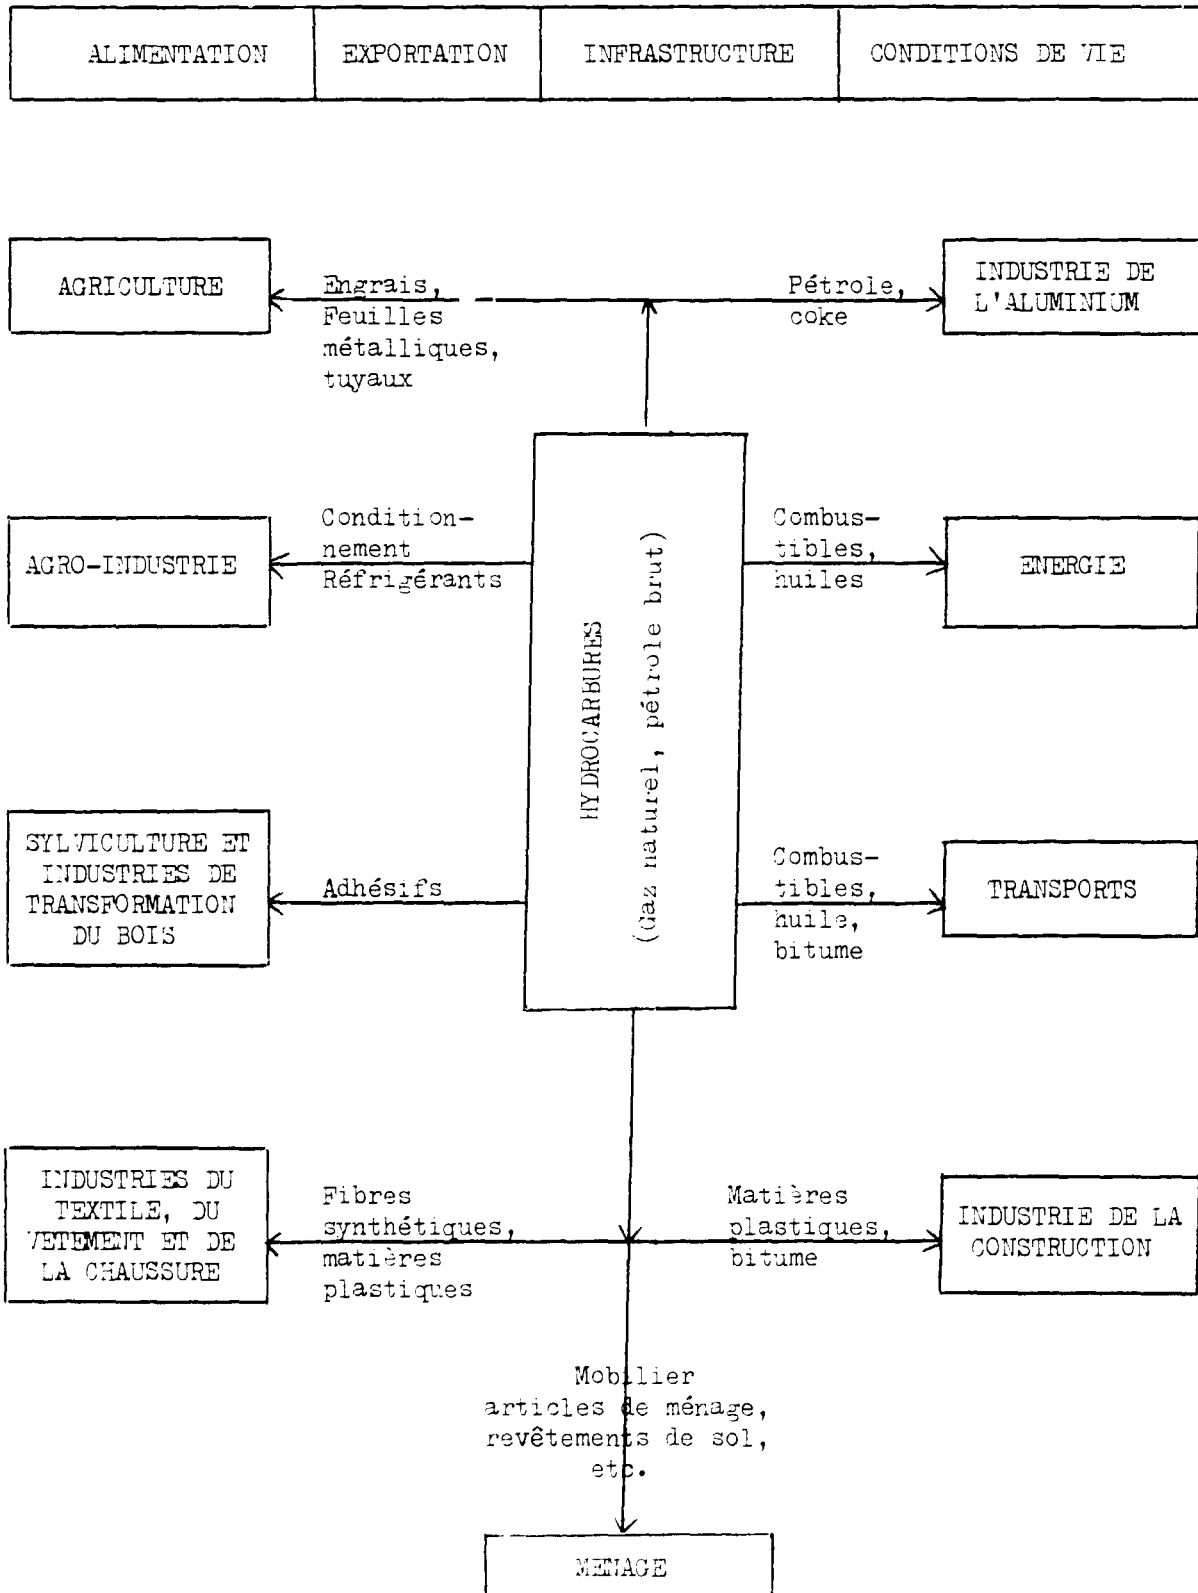 ALIMENTATION EXPORTATION INFRASTRUCTURE CONDITIONS DE VIE
AGRICULTURE
Engrais,
Feuilles
métalliques,
tuyaux
Pétrole,
coke
INDUSTRIE DE
L'ALUMINIUM
AGRO-INDUSTRIE
Condition-
nement
Réfrigérants
HYDROCARBURES
(Gaz naturel, pétrole brut)
Combus-
tibles,
huiles
ENERGIE
SYLVICULTURE ET
INDUSTRIES DE
TRANSFORMATION
DU BOIS
Adhésifs
Combus-
tibles,
huile,
bitume
TRANSPORTS
INDUSTRIES DU
TEXTILE, DU
VETEMENT ET DE
LA CHAUSSURE
Fibres
synthétiques,
matières
plastiques
Matières
plastiques,
bitume
INDUSTRIE DE LA
CONSTRUCTION
Mobilier
articles de ménage,
revêtements de sol,
etc.
MENAGE